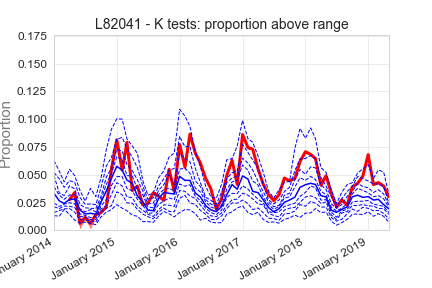 L82041 - K tests: proportion above range
0.175
0.150
0.125
0.100
0.075
0.050
0.025
0.000
Proportion
2014
January 2015
January 2016
January 2017
January 2018
January 2019